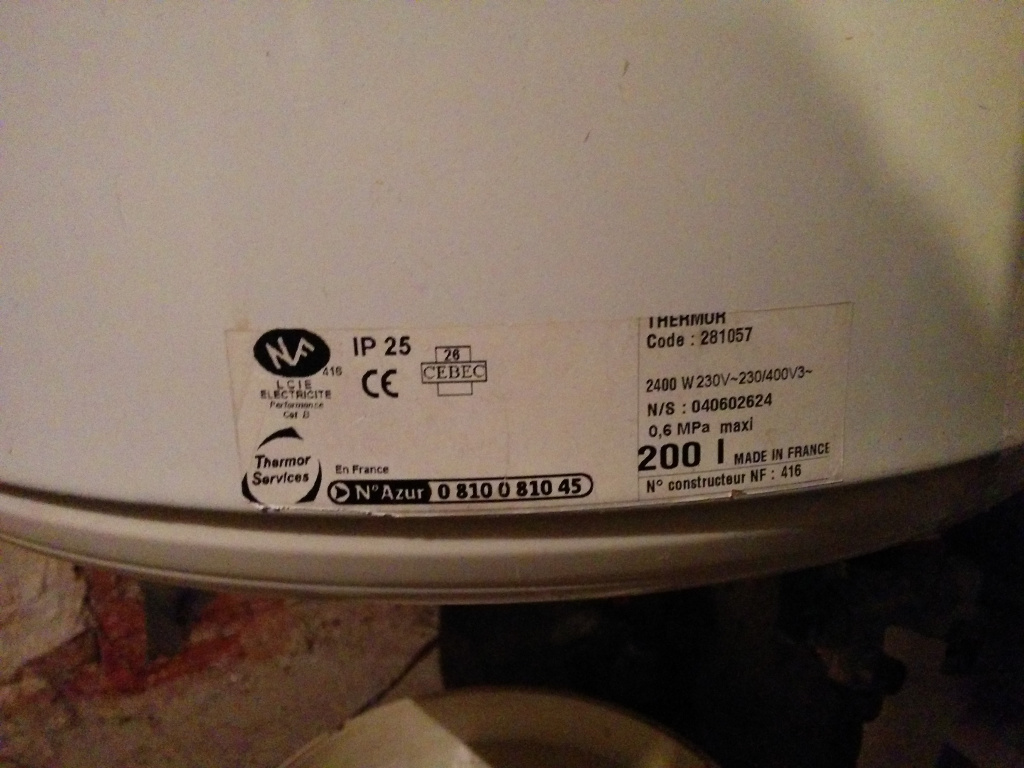 NF
416
LCIE
ELECTRICITE
Performance
Cat B
IP 25
CE
26
CEBEC
Thermor
Services
En France
N° Azur 0 810 0 810 45
THERMOR
Code : 281057
2400 W 230V~230/400V3~
N/S : 040602624
0,6 MPa maxi
200 l MADE IN FRANCE
N° constructeur NF : 416